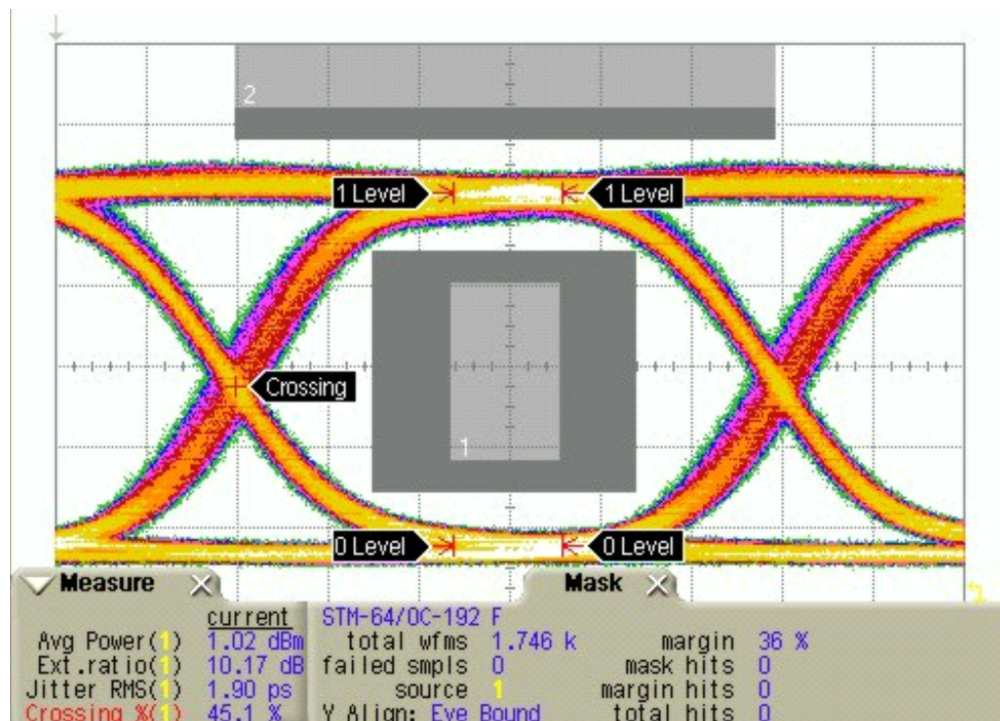 2
1 Level 1 Level
Crossing
1
0 Level 0 Level
Measure Mask
current STM-64/OC-192 F
Avg Power(1) 1.02 dBm total wfms 1.746 k margin 36 %
Ext.ratio(1) 10.17 dB failed smpls 0 mask hits 0
Jitter RMS(1) 1.90 ps source 1 margin hits 0
Crossing %(1) 45.1 % Y Align: Eye Bound total hits 0